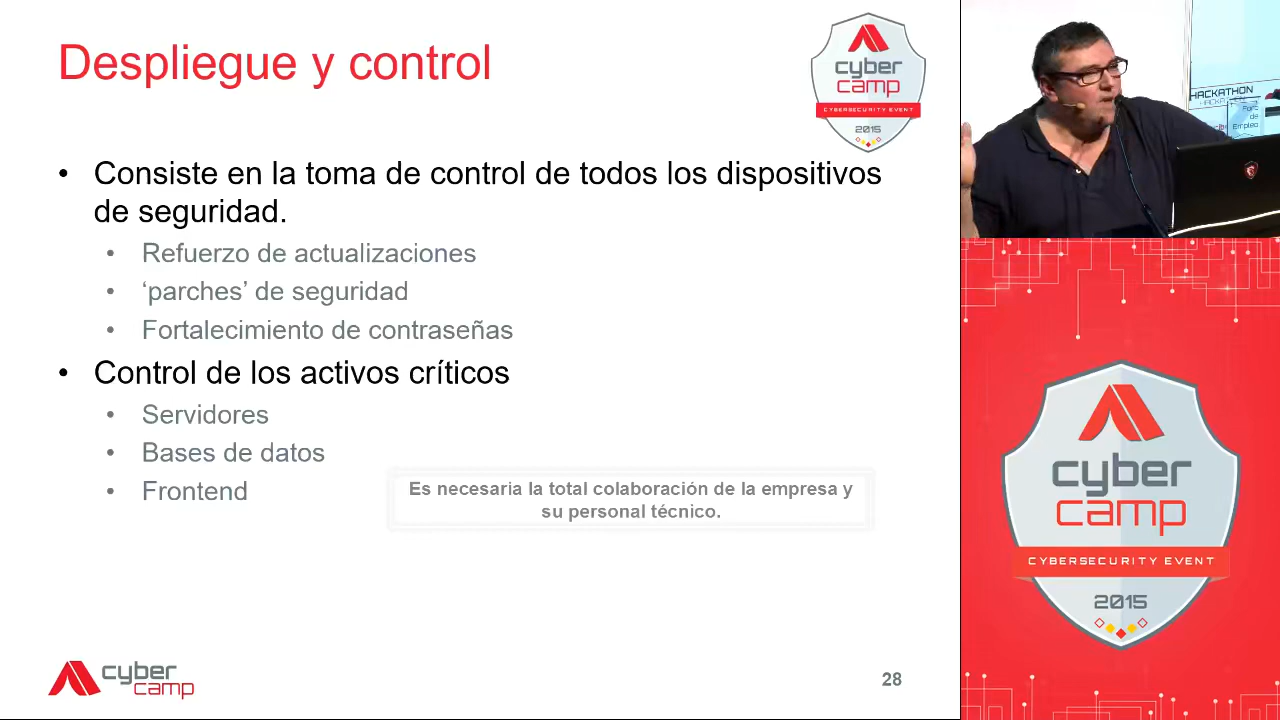 Despliegue y control
cyber
camp
CYBERSECURITY EVENT
2015
• Consiste en la toma de control de todos los dispositivos
de seguridad.
• Refuerzo de actualizaciones
• ‘parches’ de seguridad
• Fortalecimiento de contraseñas
• Control de los activos críticos
• Servidores
• Bases de datos
• Frontend
Es necesaria la total colaboración de la empresa y
su personal técnico.
cyber
camp
28
HACKATHON
Foro
de
Empleo
cyber
camp
CYBERSECURITY EVENT
2015